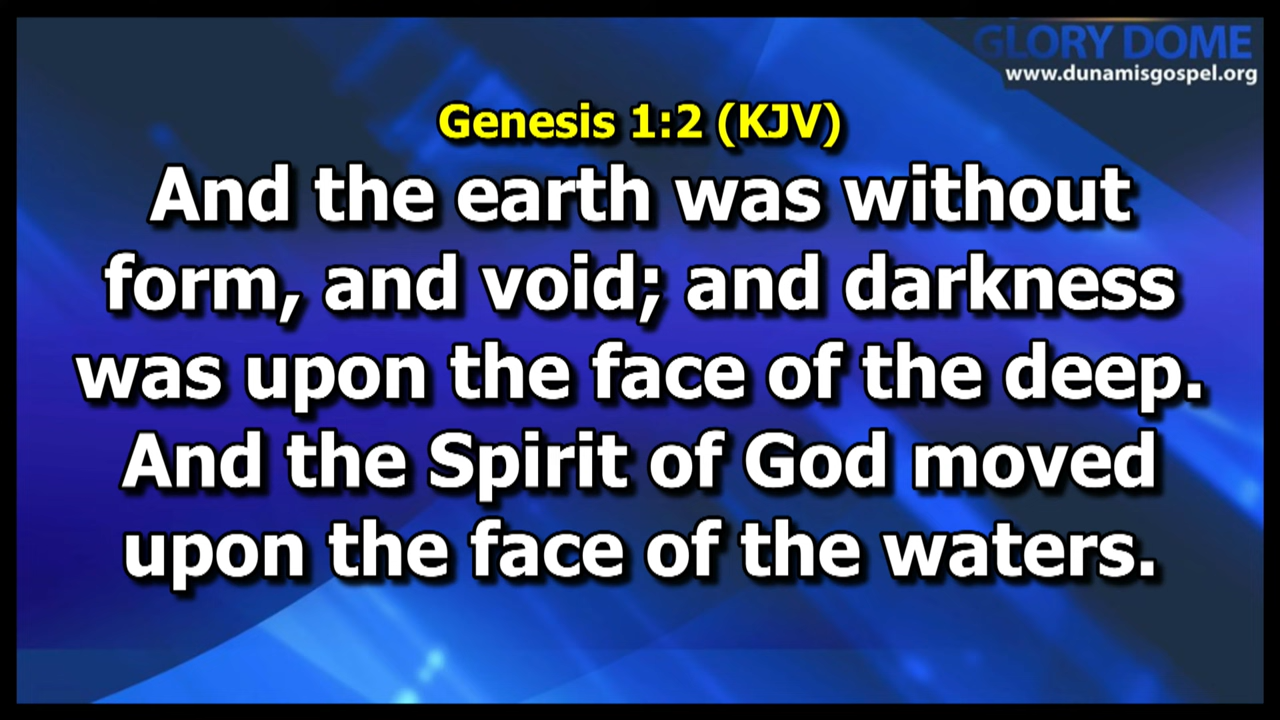 GLORY DOME
www.dunamisgospel.org
Genesis 1:2 (KJV)
And the earth was without
form, and void; and darkness
was upon the face of the deep.
And the Spirit of God moved
upon the face of the waters.